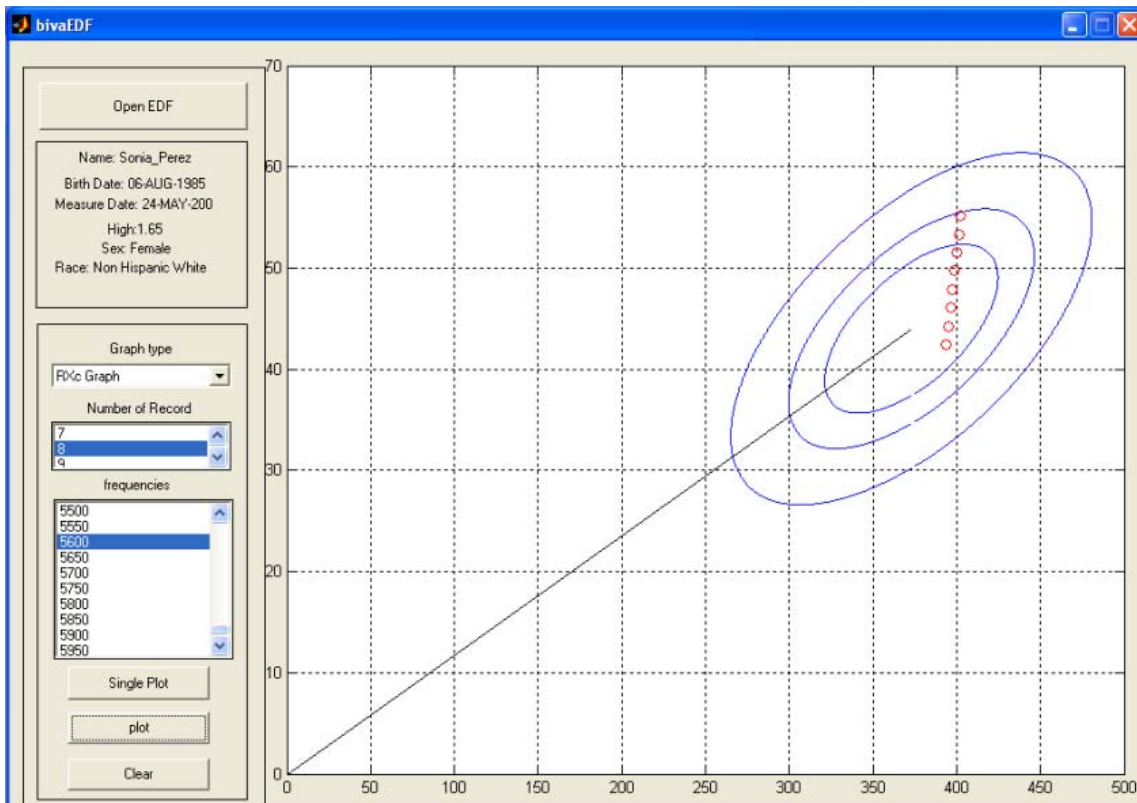 bivaEDF
Open EDF
Name: Sonia_Perez
Birth Date: 06-AUG-1985
Measure Date: 24-MAY-200
High:1.65
Sex: Female
Race: Non Hispanic White
Graph type
RXc Graph
Number of Record
7
8
9
frequencies
5500
5550
5600
5650
5700
5750
5800
5850
5900
5950
Single Plot
plot
Clear
70
60
50
40
30
20
10
0
0 50 100 150 200 250 300 350 400 450 500